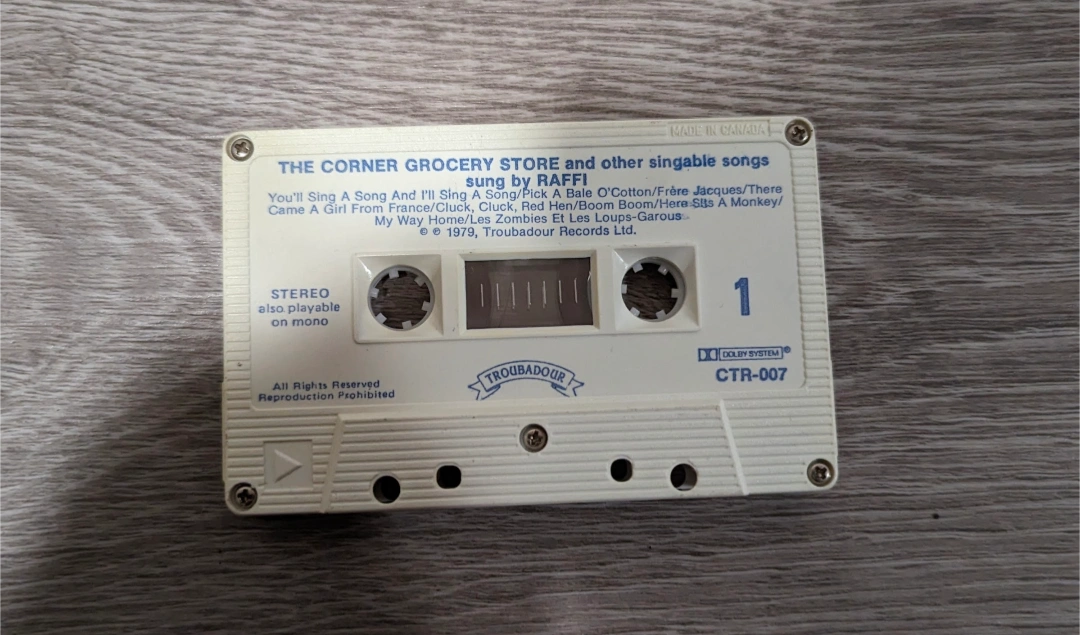 MADE IN CANADA
THE CORNER GROCERY STORE and other singable songs
sung by RAFFI
You'll Sing A Song And I'll Sing A Song/Pick A Bale O'Cotton/Frère Jacques/There
Came A Girl From France/Cluck, Cluck, Red Hen/Boom Boom/Here Sits A Monkey/
My Way Home/Les Zombies Et Les Loups-Garous
© ℗ 1979, Troubadour Records Ltd.
STEREO
also playable
on mono
1
DOLBY SYSTEM®
CTR-007
TROUBADOUR
All Rights Reserved
Reproduction Prohibited